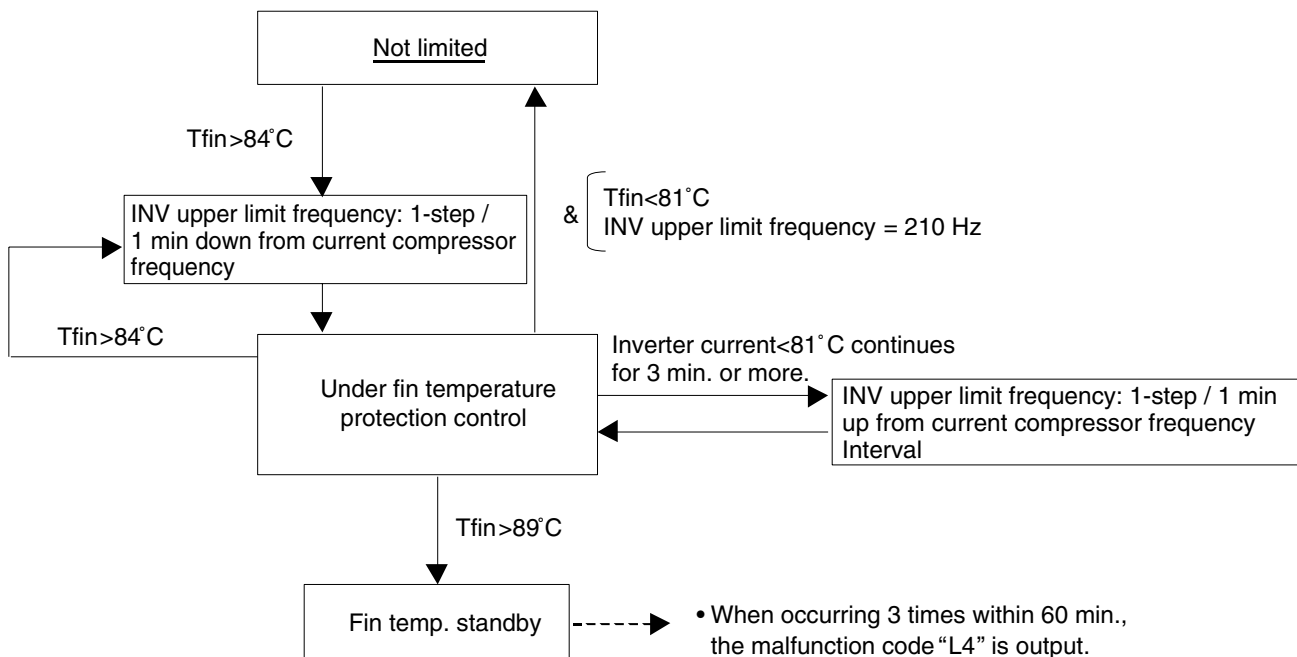 Not limited
Tfin>84˚C
&
Tfin<81˚C
INV upper limit frequency = 210 Hz
INV upper limit frequency: 1-step /
1 min down from current compressor
frequency
Tfin>84˚C
Under fin temperature
protection control
Inverter current<81˚C continues
for 3 min. or more.
INV upper limit frequency: 1-step / 1 min
up from current compressor frequency
Interval
Tfin>89˚C
Fin temp. standby
• When occurring 3 times within 60 min.,
the malfunction code “L4” is output.